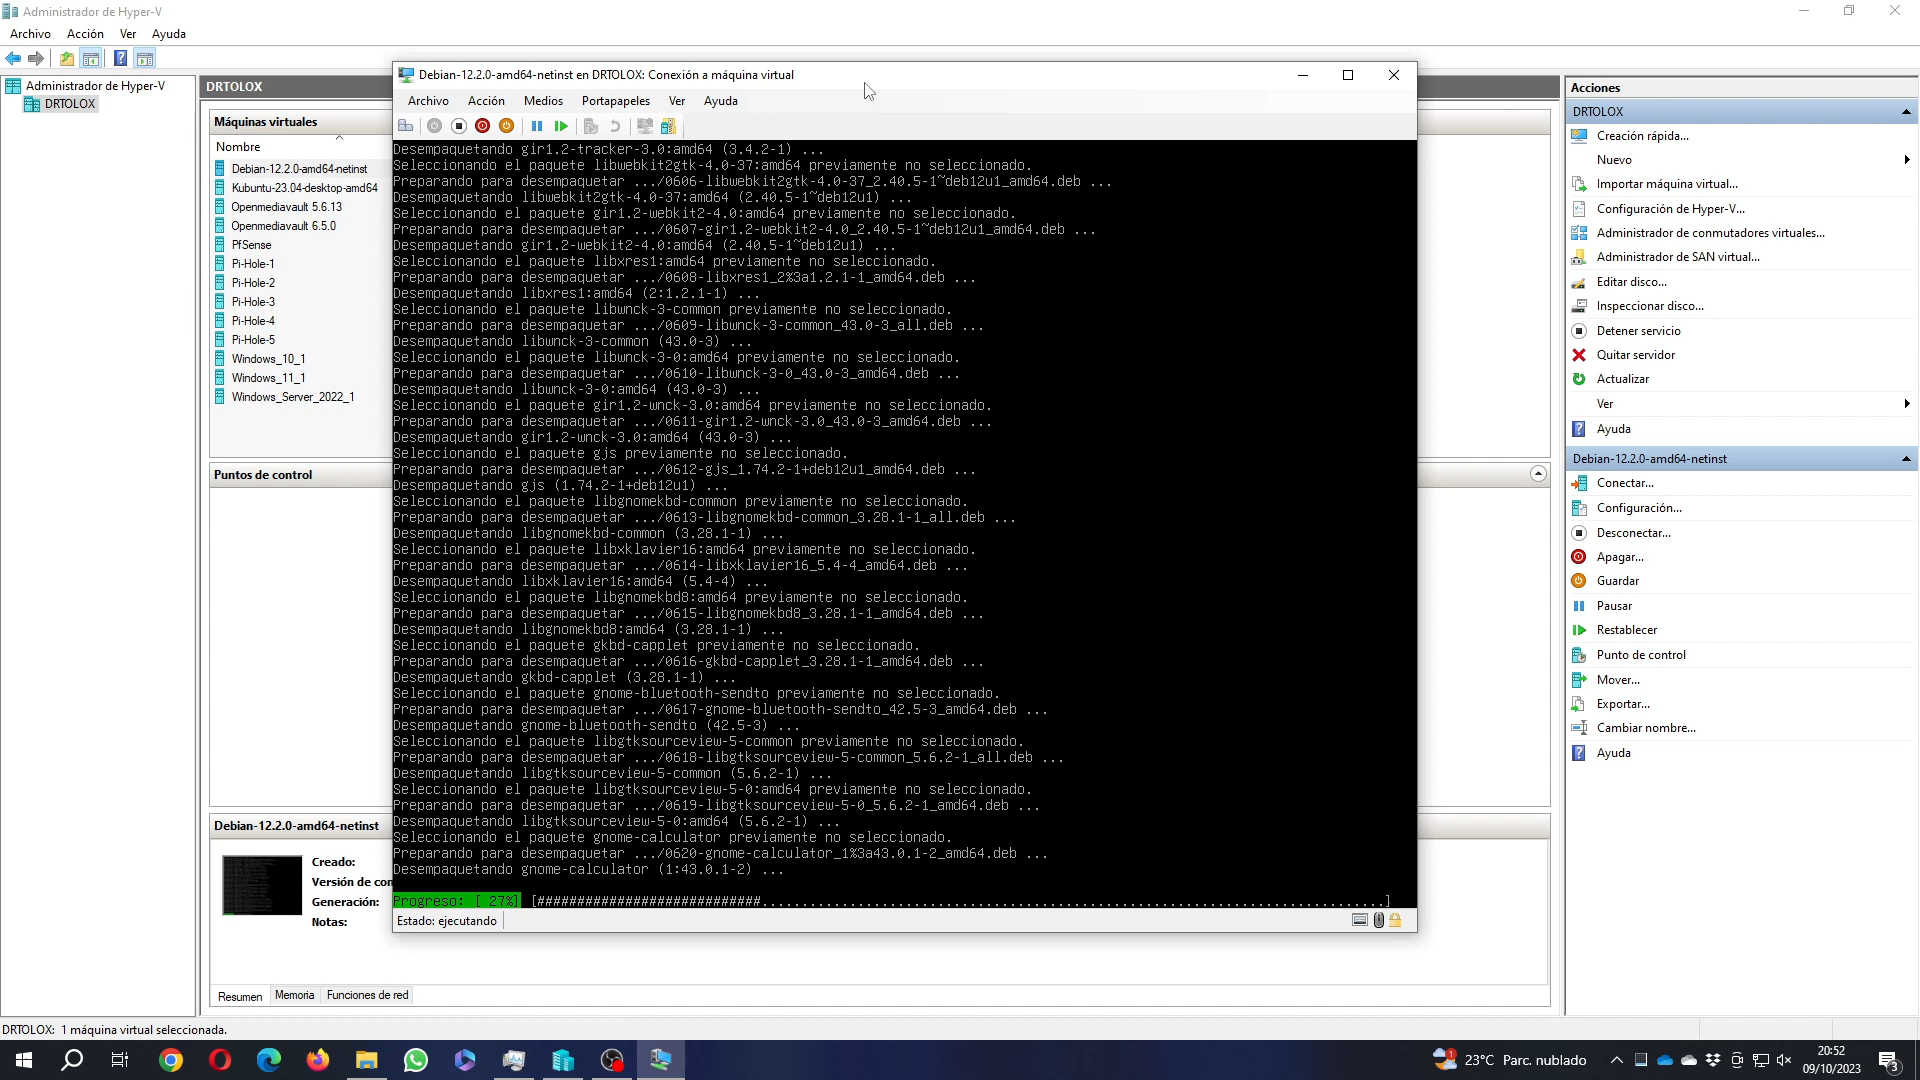 Administrador de Hyper-V
Archivo Acción Ver Ayuda
Administrador de Hyper-V
DRTOLOX
DRTOLOX
Máquinas virtuales
Nombre
Debian-12.2.0-amd64-netinst
Kubuntu-23.04-desktop-amd64
Openmediavault 5.6.13
Openmediavault 6.5.0
PfSense
Pi-Hole-1
Pi-Hole-2
Pi-Hole-3
Pi-Hole-4
Pi-Hole-5
Windows_10_1
Windows_11_1
Windows_Server_2022_1
Puntos de control
Debian-12.2.0-amd64-netinst
Creado:
Versión de con
Generación:
Notas:
Resumen Memoria Funciones de red
Debian-12.2.0-amd64-netinst en DRTOLOX: Conexión a máquina virtual
Archivo Acción Medios Portapapeles Ver Ayuda
Desempaquetando gir1.2-tracker-3.0:amd64 (3.4.2-1) ...
Seleccionando el paquete libwebkit2gtk-4.0-37:amd64 previamente no seleccionado.
Preparando para desempaquetar .../0606-libwebkit2gtk-4.0-37_2.40.5-1~deb12u1_amd64.deb ...
Desempaquetando libwebkit2gtk-4.0-37:amd64 (2.40.5-1~deb12u1) ...
Seleccionando el paquete gir1.2-webkit2-4.0:amd64 previamente no seleccionado.
Preparando para desempaquetar .../0607-gir1.2-webkit2-4.0_2.40.5-1~deb12u1_amd64.deb ...
Desempaquetando gir1.2-webkit2-4.0:amd64 (2.40.5-1~deb12u1) ...
Seleccionando el paquete libxres1:amd64 previamente no seleccionado.
Preparando para desempaquetar .../0608-libxres1_2%3a1.2.1-1_amd64.deb ...
Desempaquetando libxres1:amd64 (2:1.2.1-1) ...
Seleccionando el paquete libwnck-3-common previamente no seleccionado.
Preparando para desempaquetar .../0609-libwnck-3-common_43.0-3_all.deb ...
Desempaquetando libwnck-3-common (43.0-3) ...
Seleccionando el paquete libwnck-3-0:amd64 previamente no seleccionado.
Preparando para desempaquetar .../0610-libwnck-3-0_43.0-3_amd64.deb ...
Desempaquetando libwnck-3-0:amd64 (43.0-3) ...
Seleccionando el paquete gir1.2-wnck-3.0:amd64 previamente no seleccionado.
Preparando para desempaquetar .../0611-gir1.2-wnck-3.0_43.0-3_amd64.deb ...
Desempaquetando gir1.2-wnck-3.0:amd64 (43.0-3) ...
Seleccionando el paquete gjs previamente no seleccionado.
Preparando para desempaquetar .../0612-gjs_1.74.2-1+deb12u1_amd64.deb ...
Desempaquetando gjs (1.74.2-1+deb12u1) ...
Seleccionando el paquete libgnomekbd-common previamente no seleccionado.
Preparando para desempaquetar .../0613-libgnomekbd-common_3.28.1-1_all.deb ...
Desempaquetando libgnomekbd-common (3.28.1-1) ...
Seleccionando el paquete libxklavier16:amd64 previamente no seleccionado.
Preparando para desempaquetar .../0614-libxklavier16_5.4-4_amd64.deb ...
Desempaquetando libxklavier16:amd64 (5.4-4) ...
Seleccionando el paquete libgnomekbd8:amd64 previamente no seleccionado.
Preparando para desempaquetar .../0615-libgnomekbd8_3.28.1-1_amd64.deb ...
Desempaquetando libgnomekbd8:amd64 (3.28.1-1) ...
Seleccionando el paquete gkbd-capplet previamente no seleccionado.
Preparando para desempaquetar .../0616-gkbd-capplet_3.28.1-1_amd64.deb ...
Desempaquetando gkbd-capplet (3.28.1-1) ...
Seleccionando el paquete gnome-bluetooth-sendto previamente no seleccionado.
Preparando para desempaquetar .../0617-gnome-bluetooth-sendto_42.5-3_amd64.deb ...
Desempaquetando gnome-bluetooth-sendto (42.5-3) ...
Seleccionando el paquete libgtksourceview-5-common previamente no seleccionado.
Preparando para desempaquetar .../0618-libgtksourceview-5-common_5.6.2-1_all.deb ...
Desempaquetando libgtksourceview-5-common (5.6.2-1) ...
Seleccionando el paquete libgtksourceview-5-0:amd64 previamente no seleccionado.
Preparando para desempaquetar .../0619-libgtksourceview-5-0_5.6.2-1_amd64.deb ...
Desempaquetando libgtksourceview-5-0:amd64 (5.6.2-1) ...
Seleccionando el paquete gnome-calculator previamente no seleccionado.
Preparando para desempaquetar .../0620-gnome-calculator_1%3a43.0.1-2_amd64.deb ...
Desempaquetando gnome-calculator (1:43.0.1-2) ...
Progreso: [ 27%] [############################..............................................................................]
Estado: ejecutando
Acciones
DRTOLOX
Creación rápida...
Nuevo
Importar máquina virtual...
Configuración de Hyper-V...
Administrador de conmutadores virtuales...
Administrador de SAN virtual...
Editar disco...
Inspeccionar disco...
Detener servicio
Quitar servidor
Actualizar
Ver
Ayuda
Debian-12.2.0-amd64-netinst
Conectar...
Configuración...
Desconectar...
Apagar...
Guardar
Pausar
Restablecer
Punto de control
Mover...
Exportar...
Cambiar nombre...
Ayuda
DRTOLOX: 1 máquina virtual seleccionada.
1
23°C Parc. nublado
20:52
09/10/2023
3